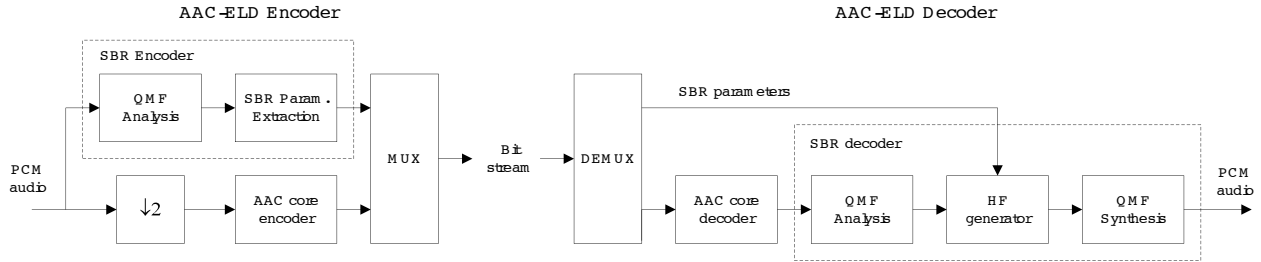 AAC-ELD Encoder
AAC-ELD Decoder
SBR Encoder
QMF
Analysis
SBR Param.
Extraction
MUX
PCM
audio
↓2
AAC core
encoder
Bit
stream
DEMUX
SBR parameters
SBR decoder
AAC core
decoder
QMF
Analysis
HF
generator
QMF
Synthesis
PCM
audio